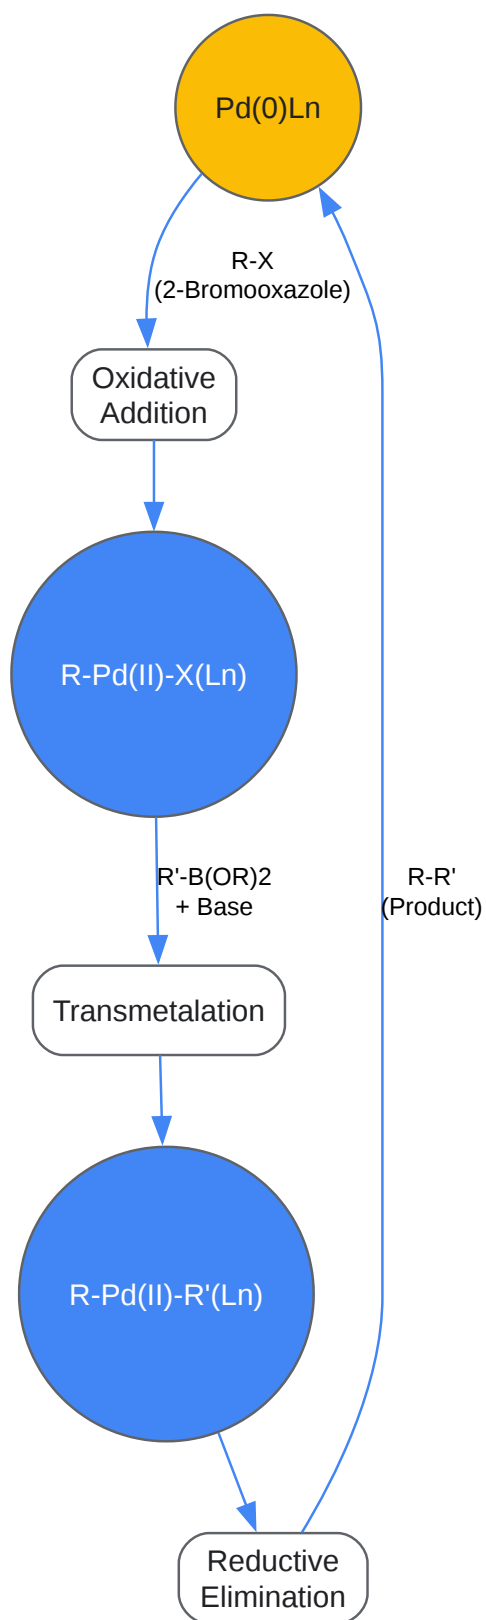 Pd(0)Ln
R-X
(2-Bromooxazole)
Oxidative
Addition
R-Pd(II)-X(Ln)
R'-B(OR)2
+ Base
R-R'
(Product)
Transmetalation
R-Pd(II)-R'(Ln)
Reductive
Elimination